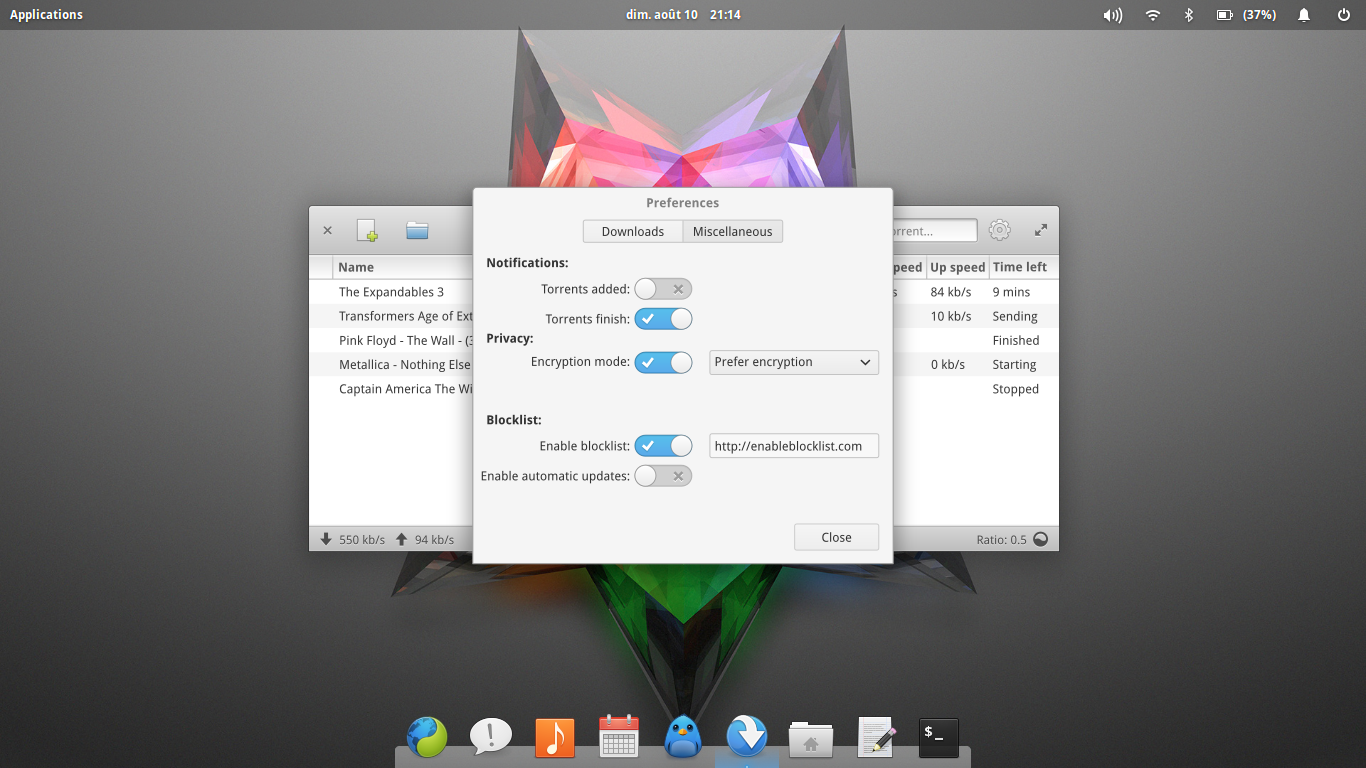 Applications
dim. août 10 21:14
(37%)
Preferences
Downloads Miscellaneous
Notifications:
Torrents added:
Torrents finish:
Privacy:
Encryption mode: Prefer encryption
Blocklist:
Enable blocklist: http://enableblocklist.com
Enable automatic updates:
Close
orrent...
Name peed Up speed Time left
The Expandables 3 s 84 kb/s 9 mins
Transformers Age of Ext 10 kb/s Sending
Pink Floyd - The Wall - ( Finished
Metallica - Nothing Else 0 kb/s Starting
Captain America The Wi Stopped
550 kb/s 94 kb/s Ratio: 0.5
$_